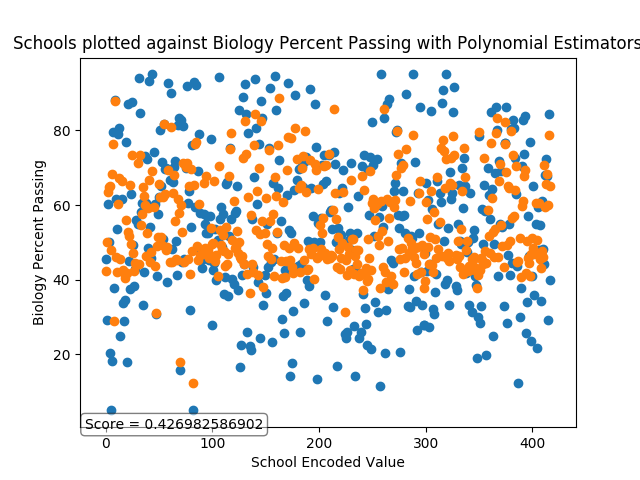 Schools plotted against Biology Percent Passing with Polynomial Estimators
Biology Percent Passing
80
60
40
20
Score = 0.426982586902
0 100 200 300 400
School Encoded Value